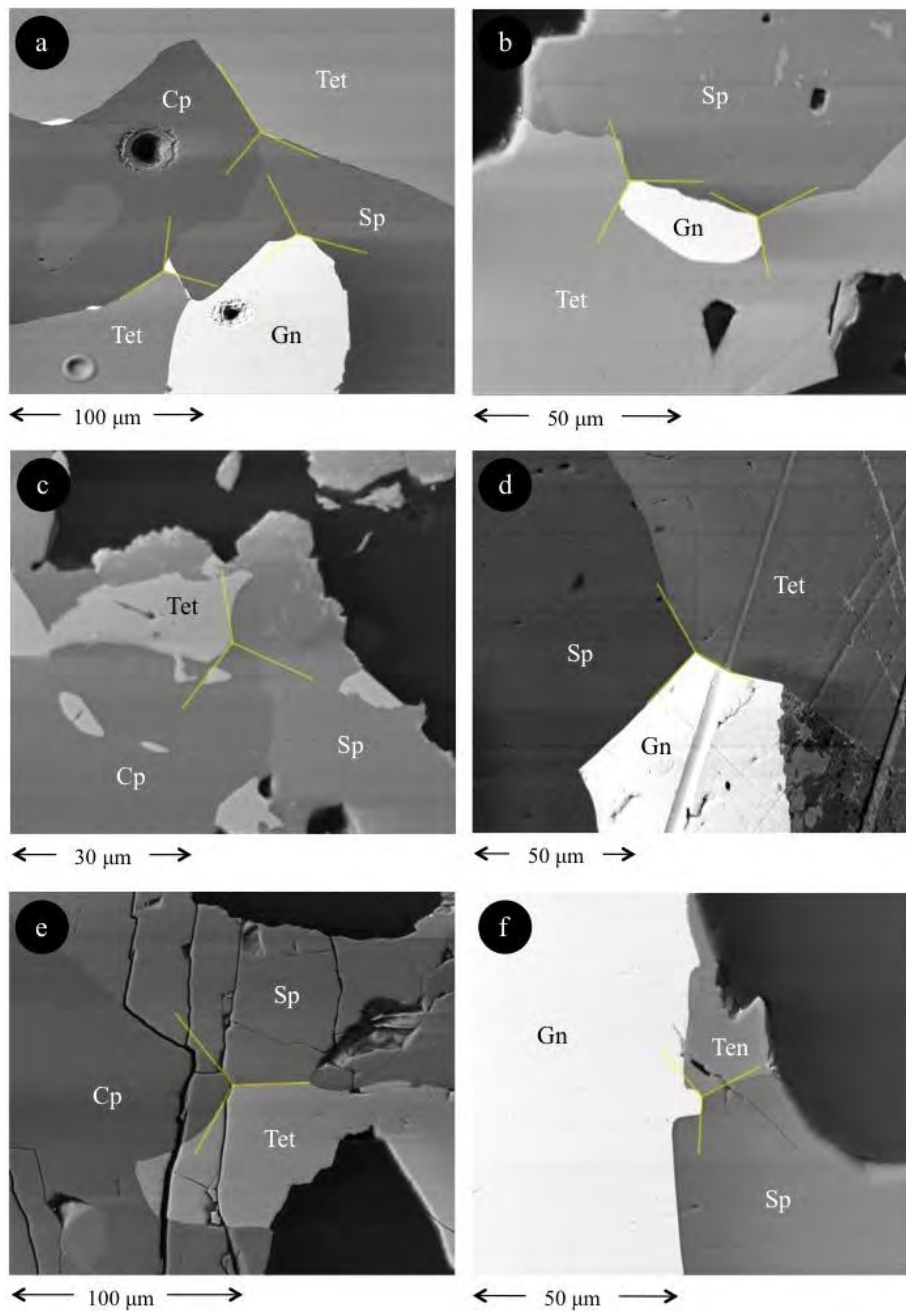 a
Tet
Cp
Sp
Tet
Gn
100 μm
b
Sp
Gn
Tet
50 μm
c
Tet
Sp
Cp
30 μm
d
Tet
Sp
Gn
50 μm
e
Sp
Cp
Tet
100 μm
f
Gn
Ten
Sp
50 μm